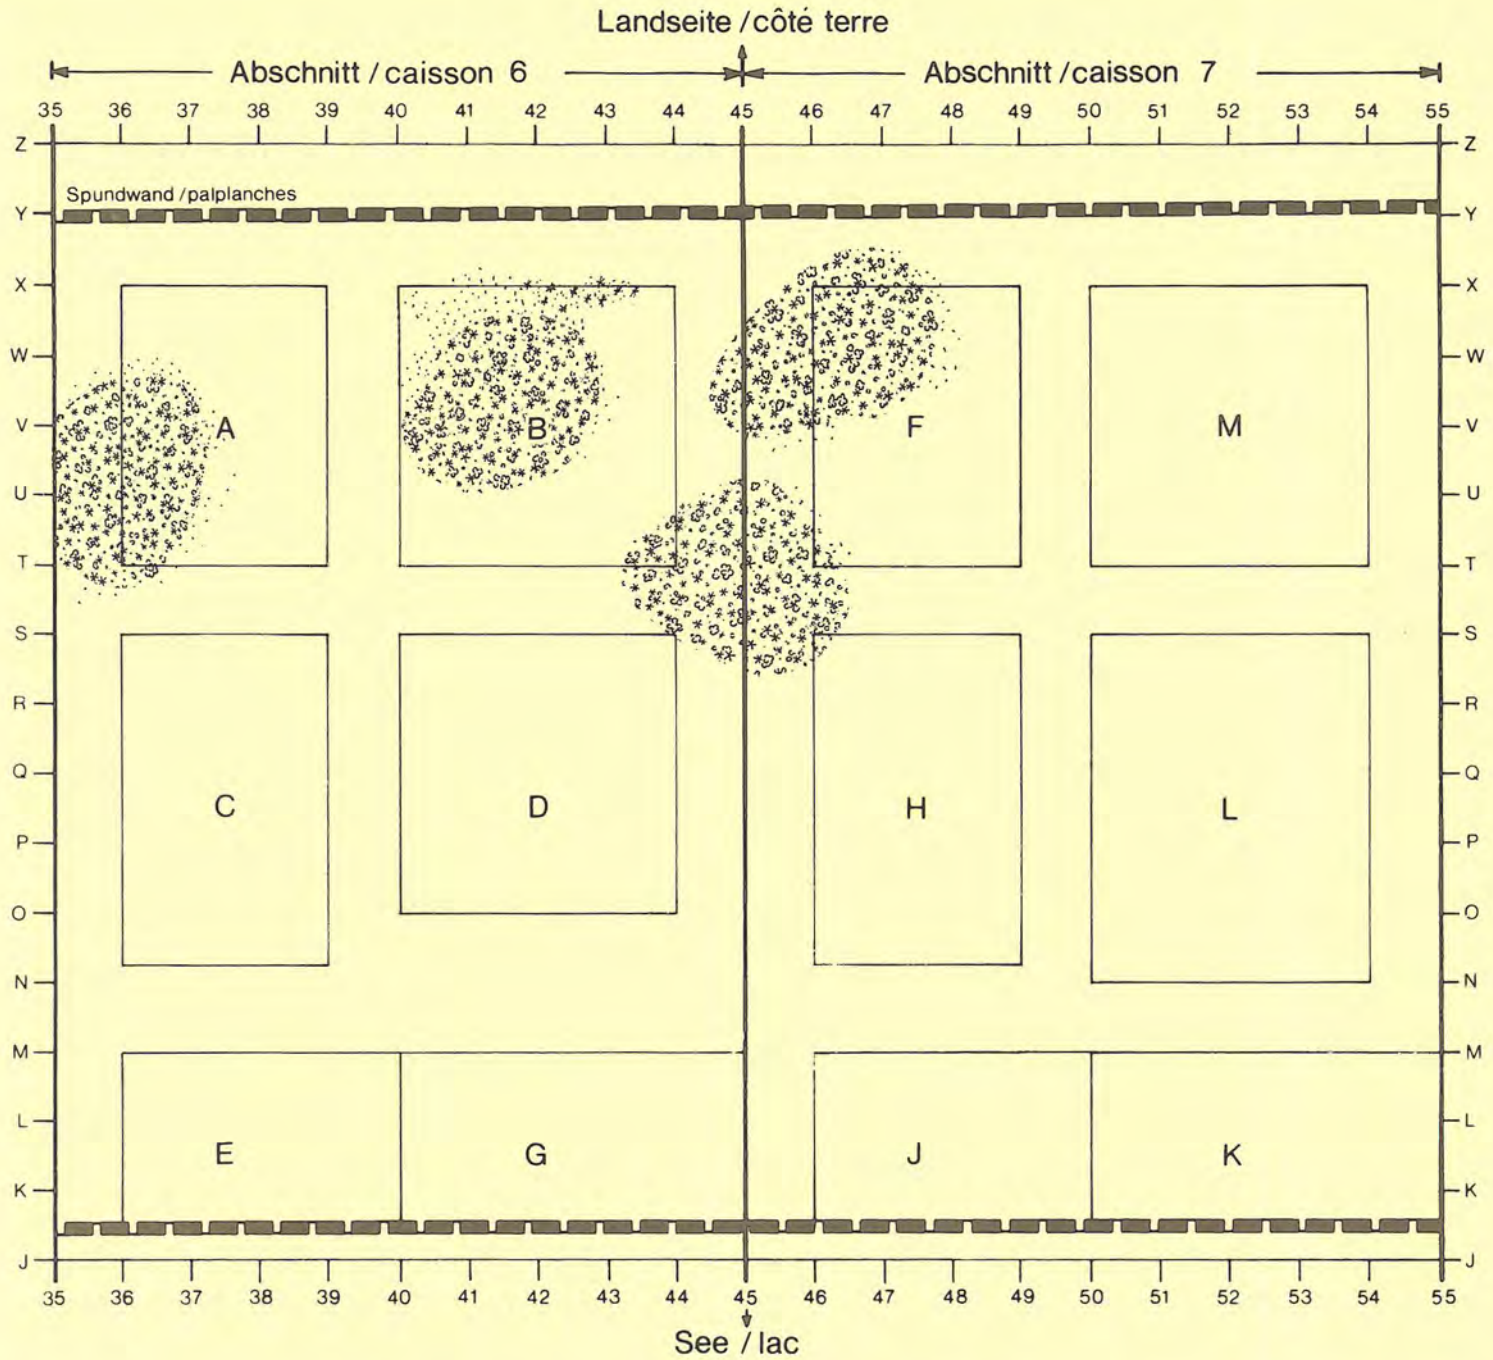 Landseite / côté terre
Abschnitt / caisson 6 Abschnitt / caisson 7
35 36 37 38 39 40 41 42 43 44 45 46 47 48 49 50 51 52 53 54 55
Z Z
Spundwand / palplanches
Y Y
X X
W W
V A B F M V
U U
T T
S S
R R
Q Q
C D H L
P P
O O
N N
M M
L L
E G J K
K K
J J
35 36 37 38 39 40 41 42 43 44 45 46 47 48 49 50 51 52 53 54 55
See / lac